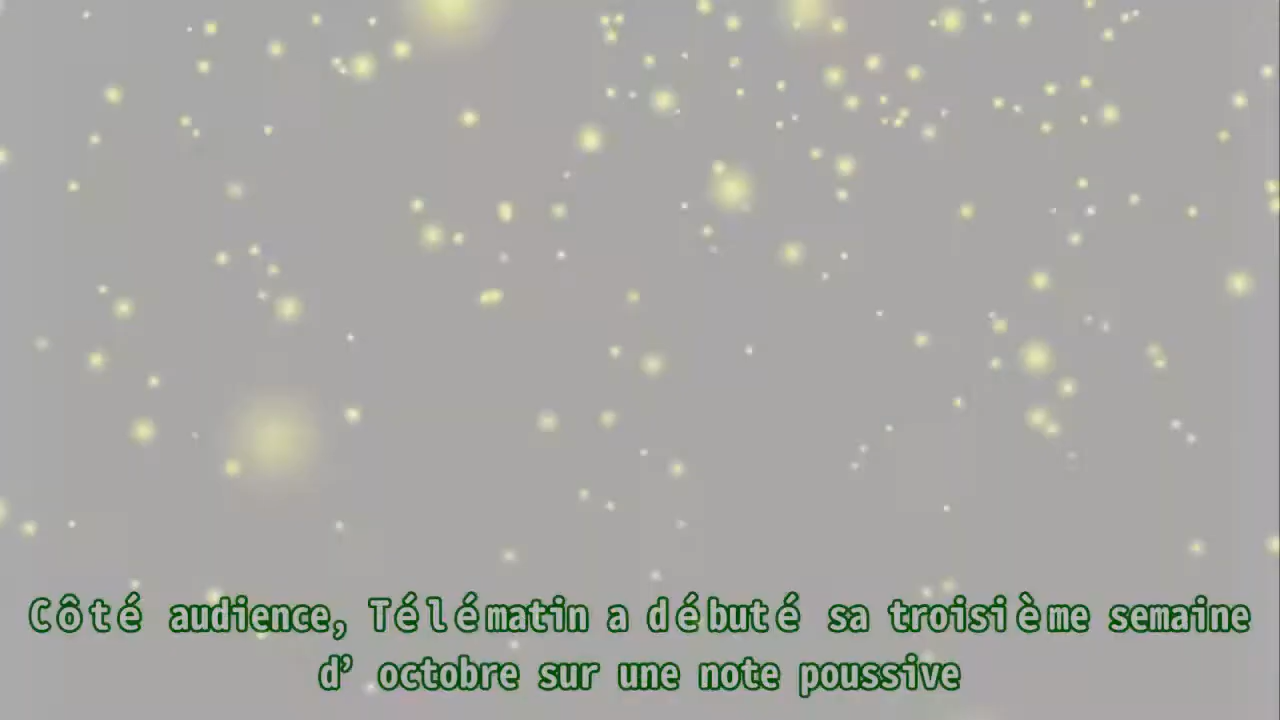 Côté audience, Télématin a débuté sa troisième semaine
d’ octobre sur une note poussive